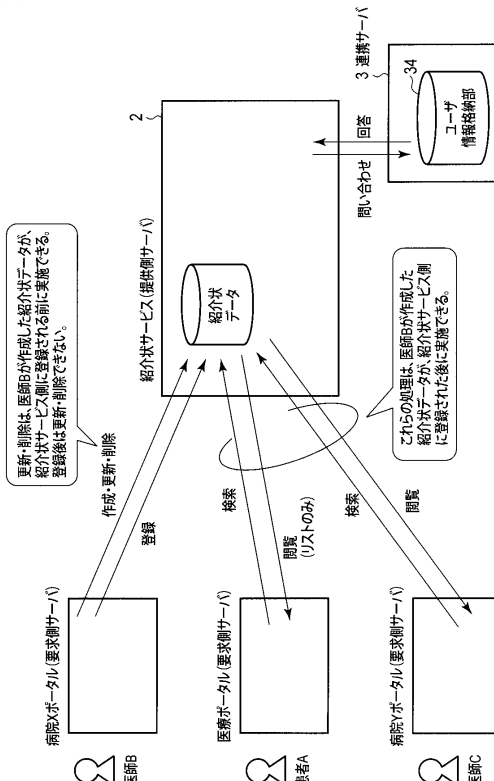 更新・削除は、医師Bが作成した紹介状データが、
紹介状サービス側に登録される前に実施できる。
登録後は更新・削除できない。
病院Xポータル(要求側サーバ)
医師B
作成・更新・削除
登録
紹介状サービス(提供側サーバ)
2
紹介状
データ
医療ポータル(要求側サーバ)
患者A
検索
閲覧
(リストのみ)
問い合わせ
回答
3 連携サーバ
34
ユーザ
情報格納部
病院Yポータル(要求側サーバ)
医師C
検索
閲覧
これらの処理は、医師Bが作成した
紹介状データが、紹介状サービス側
に登録された後に実施できる。